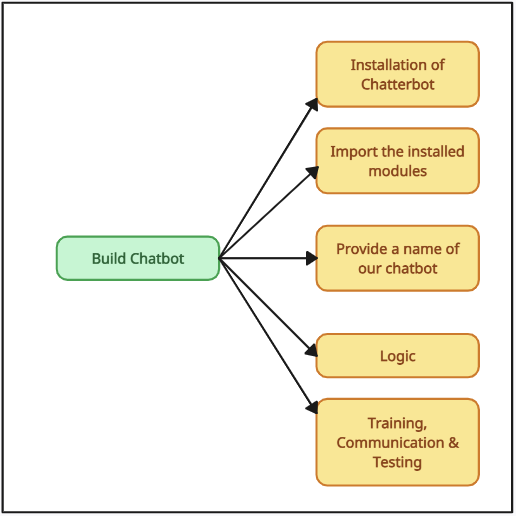 Installation of
Chatterbot
Import the installed
modules
Build Chatbot
Provide a name of
our chatbot
Logic
Training,
Communication &
Testing